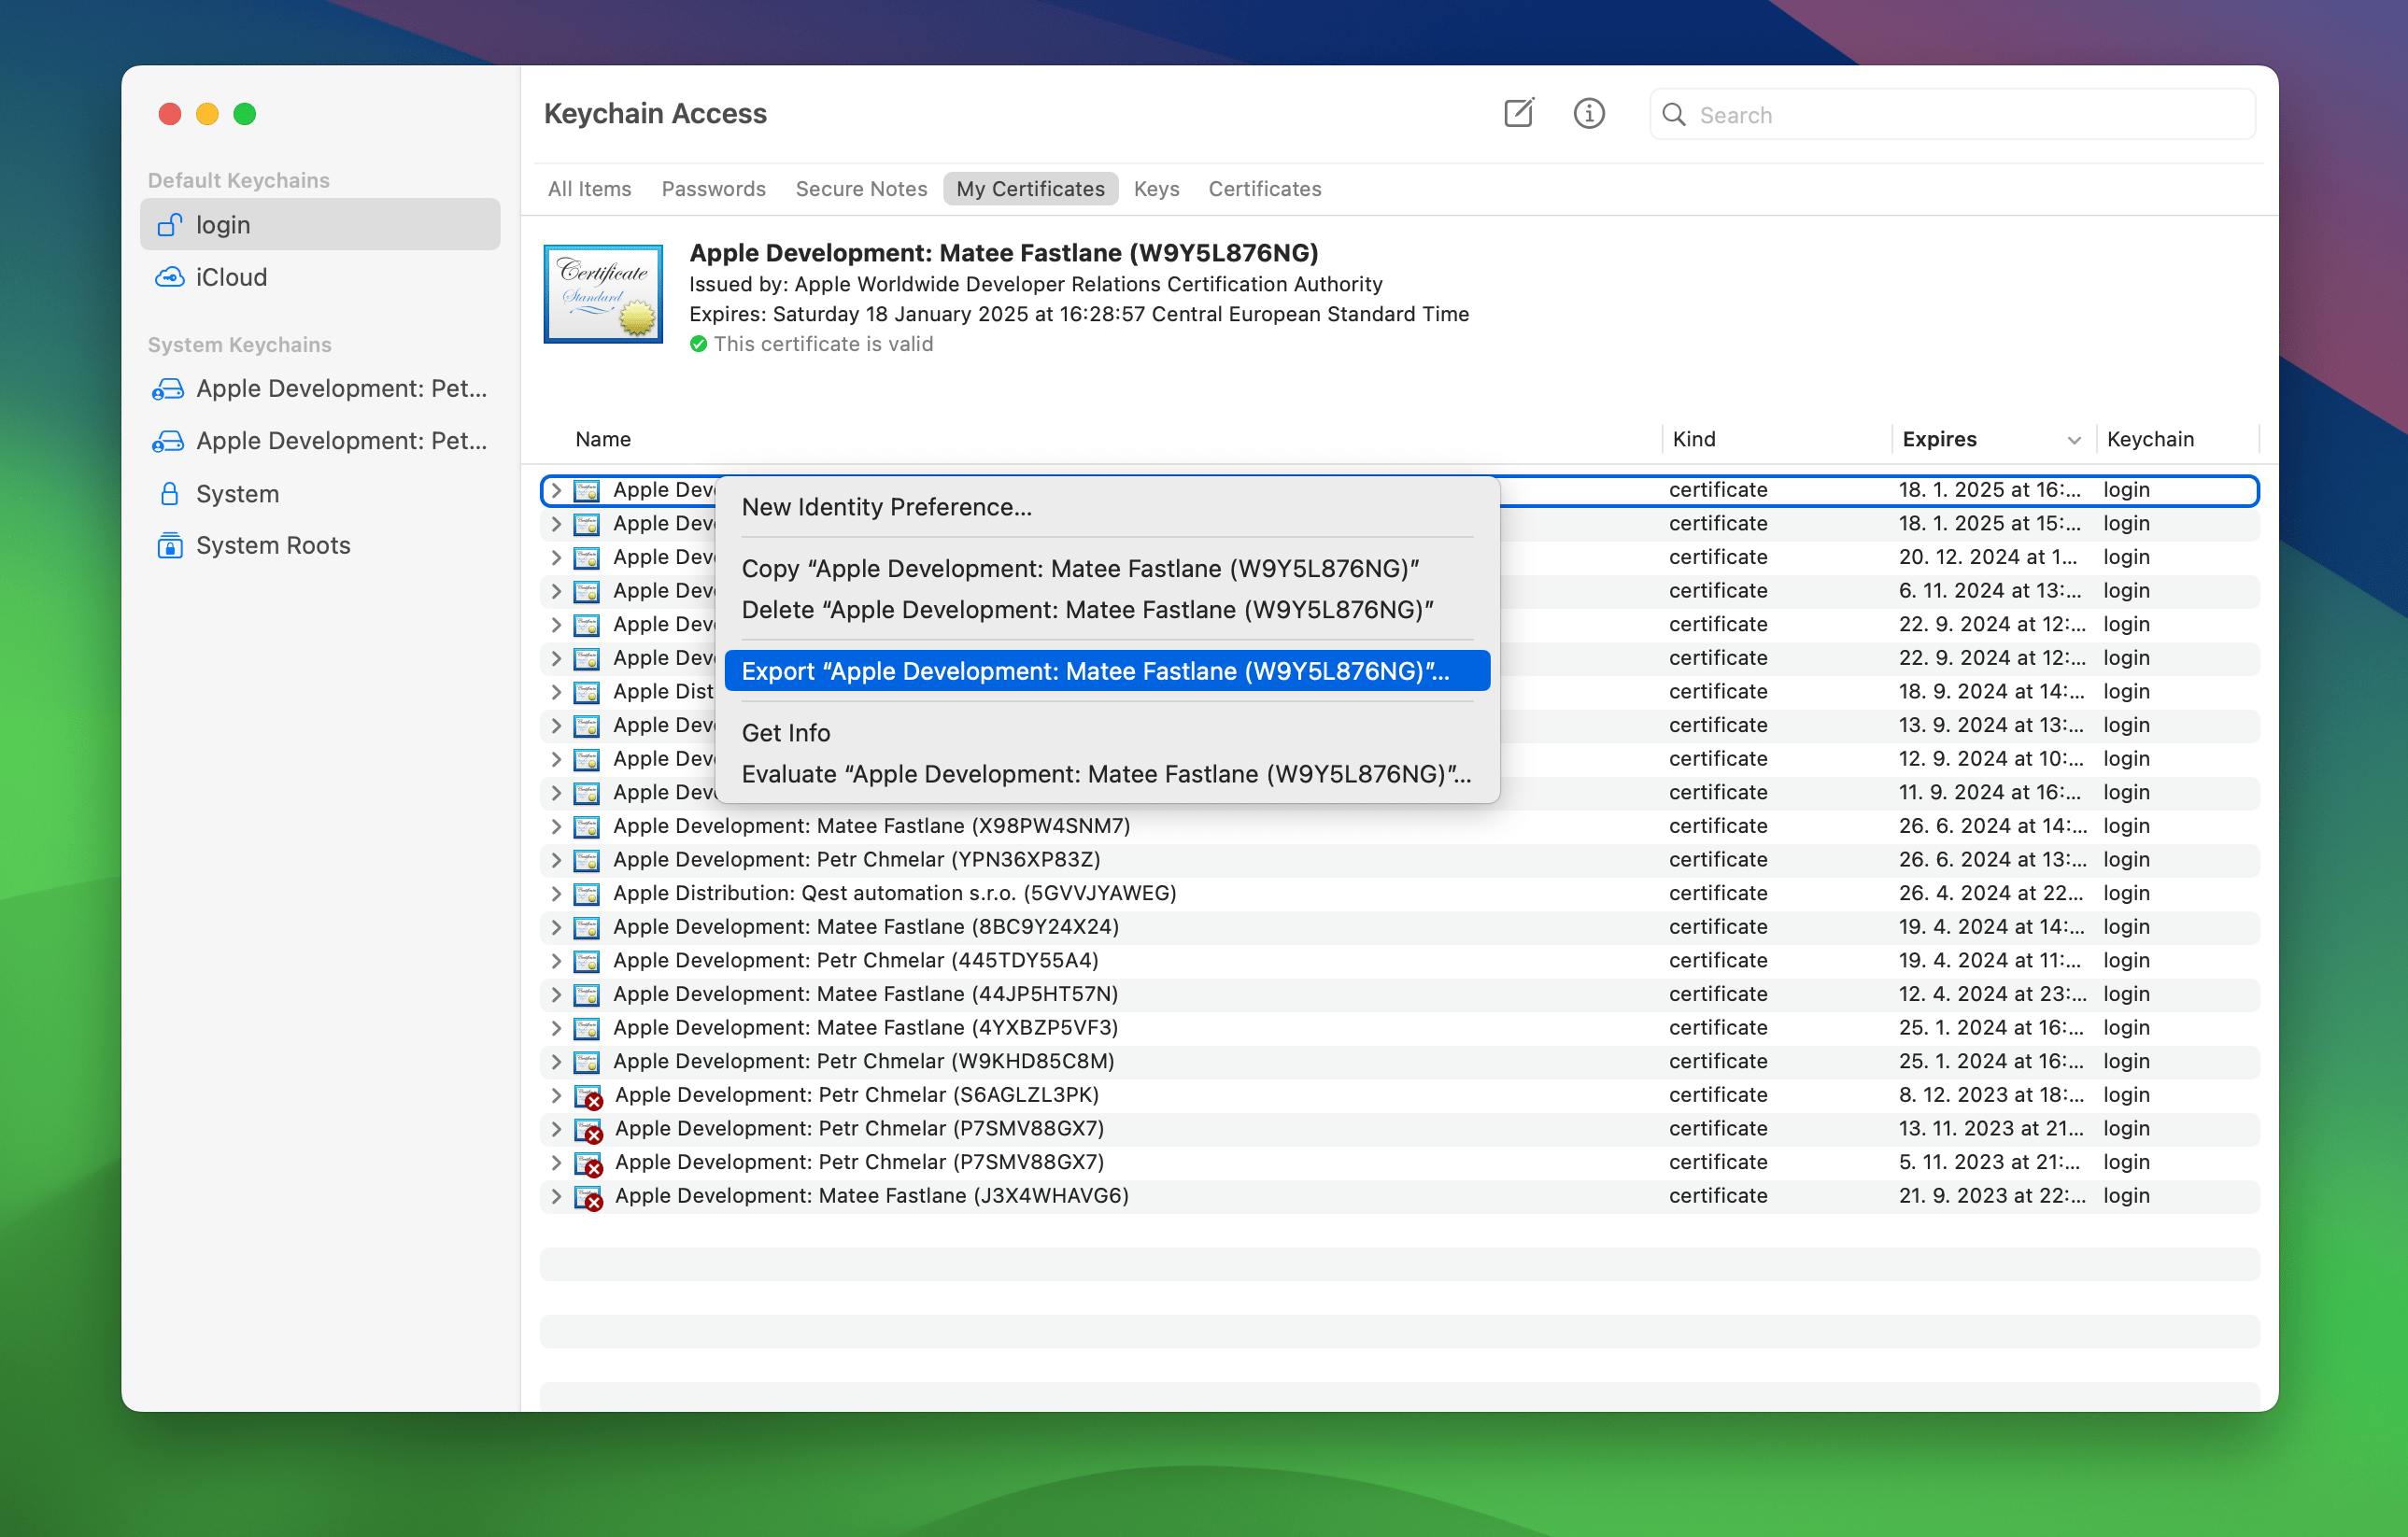 Keychain Access
Search
Default Keychains
login
iCloud
System Keychains
Apple Development: Pet...
Apple Development: Pet...
System
System Roots
All Items Passwords Secure Notes My Certificates Keys Certificates
Certificate
Standard
Apple Development: Matee Fastlane (W9Y5L876NG)
Issued by: Apple Worldwide Developer Relations Certification Authority
Expires: Saturday 18 January 2025 at 16:28:57 Central European Standard Time
This certificate is valid
Name Kind Expires Keychain
Apple Dev certificate 18. 1. 2025 at 16:... login
Apple Dev certificate 18. 1. 2025 at 15:... login
Apple Dev certificate 20. 12. 2024 at 1... login
Apple Dev certificate 6. 11. 2024 at 13:... login
Apple Dev certificate 22. 9. 2024 at 12:... login
Apple Dev certificate 22. 9. 2024 at 12:... login
Apple Dist certificate 18. 9. 2024 at 14:... login
Apple Dev certificate 13. 9. 2024 at 13:... login
Apple Dev certificate 12. 9. 2024 at 10:... login
Apple Dev certificate 11. 9. 2024 at 16:... login
New Identity Preference...
Copy “Apple Development: Matee Fastlane (W9Y5L876NG)”
Delete “Apple Development: Matee Fastlane (W9Y5L876NG)”
Export “Apple Development: Matee Fastlane (W9Y5L876NG)”...
Get Info
Evaluate “Apple Development: Matee Fastlane (W9Y5L876NG)”...
Apple Development: Matee Fastlane (X98PW4SNM7) certificate 26. 6. 2024 at 14:... login
Apple Development: Petr Chmelar (YPN36XP83Z) certificate 26. 6. 2024 at 13:... login
Apple Distribution: Qest automation s.r.o. (5GVVJYAWEG) certificate 26. 4. 2024 at 22... login
Apple Development: Matee Fastlane (8BC9Y24X24) certificate 19. 4. 2024 at 14:... login
Apple Development: Petr Chmelar (445TDY55A4) certificate 19. 4. 2024 at 11:... login
Apple Development: Matee Fastlane (44JP5HT57N) certificate 12. 4. 2024 at 23:... login
Apple Development: Matee Fastlane (4YXBZP5VF3) certificate 25. 1. 2024 at 16:... login
Apple Development: Petr Chmelar (W9KHD85C8M) certificate 25. 1. 2024 at 16:... login
Apple Development: Petr Chmelar (S6AGLZL3PK) certificate 8. 12. 2023 at 18:... login
Apple Development: Petr Chmelar (P7SMV88GX7) certificate 13. 11. 2023 at 21... login
Apple Development: Petr Chmelar (P7SMV88GX7) certificate 5. 11. 2023 at 21:... login
Apple Development: Matee Fastlane (J3X4WHAVG6) certificate 21. 9. 2023 at 22:... login